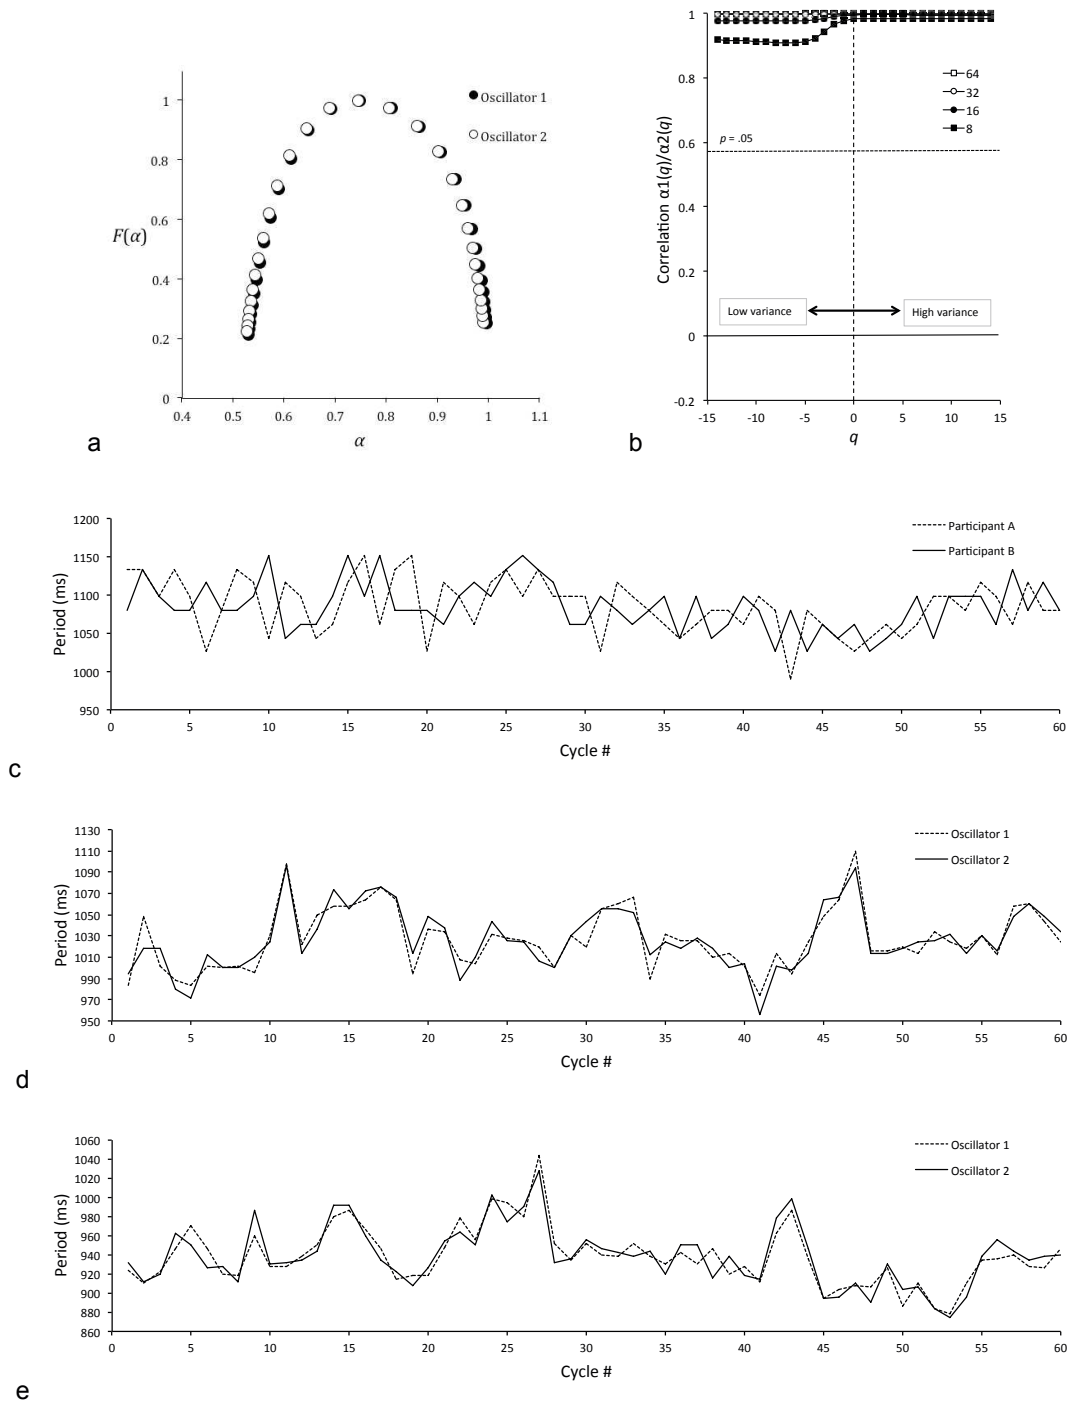 1
0.8
0.6
0.4
0.2
0
F(α)
0.4 0.5 0.6 0.7 0.8 0.9 1 1.1
α
Oscillator 1
Oscillator 2
a
1
0.8
0.6
0.4
0.2
0
-0.2
Correlation α1(q)/α2(q)
64
32
16
8
p = .05
Low variance
High variance
-15 -10 -5 0 5 10 15
q
b
1200
1150
1100
1050
1000
950
Period (ms)
Participant A
Participant B
0 5 10 15 20 25 30 35 40 45 50 55 60
Cycle #
c
1130
1110
1090
1070
1050
1030
1010
990
970
950
Period (ms)
Oscillator 1
Oscillator 2
0 5 10 15 20 25 30 35 40 45 50 55 60
Cycle #
d
1060
1040
1020
1000
980
960
940
920
900
880
860
Period (ms)
Oscillator 1
Oscillator 2
0 5 10 15 20 25 30 35 40 45 50 55 60
Cycle #
e